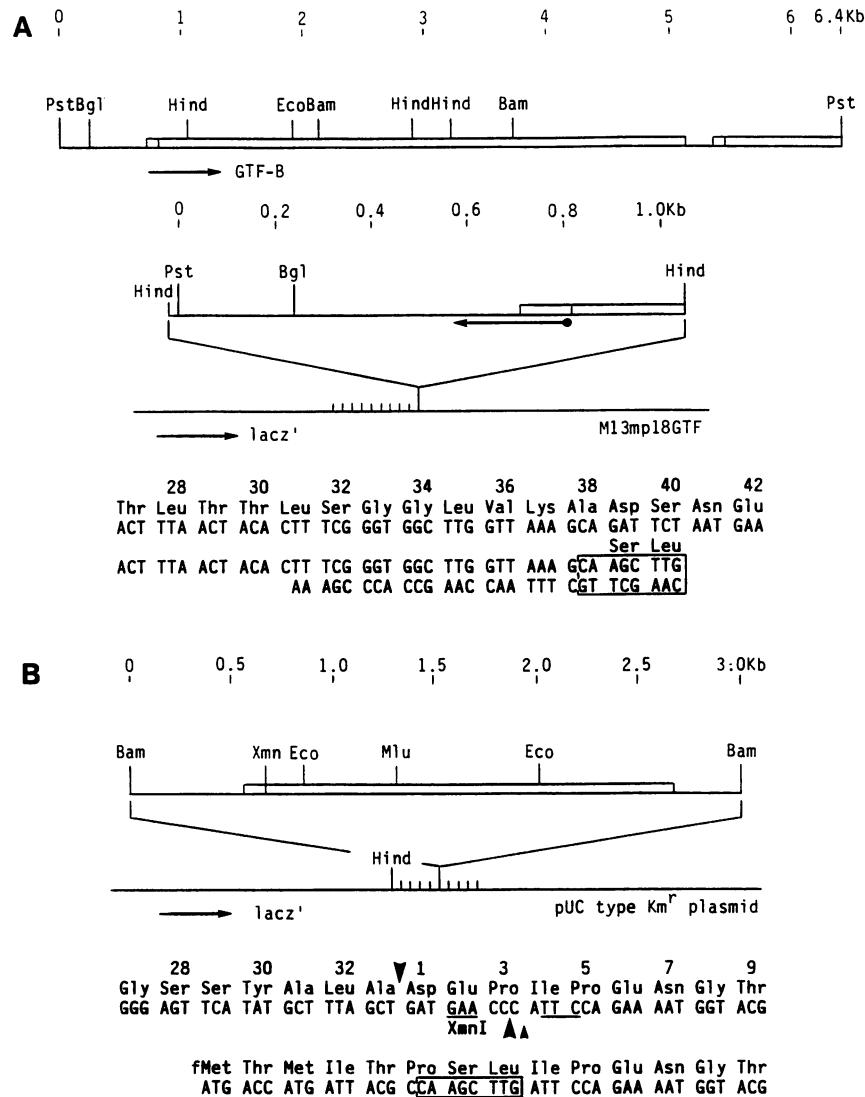 A
0 1 2 3 4 5 6 6.4Kb
Pst Bgl Hind Eco Bam Hind Hind Bam Pst
GTF-B
0 0.2 0.4 0.6 0.8 1.0Kb
Hind Pst Bgl Hind
lacz'
M13mp18GTF
28 30 32 34 36 38 40 42
Thr Leu Thr Thr Leu Ser Gly Gly Leu Val Lys Ala Asp Ser Asn Glu
ACT TTA ACT ACA CTT TCG GGT GGC TTG GTT AAA GCA GAT TCT AAT GAA
Ser Leu
ACT TTA ACT ACA CTT TCG GGT GGC TTG GTT AAA GCA AGC TTG
AA AGC CCA CCG AAC CAA TTT CGT TCG AAC
B
0 0.5 1.0 1.5 2.0 2.5 3:0Kb
Bam Xmn Eco Mlu Eco Bam
Hind
lacz'
pUC type Kmr plasmid
28 30 32 1 3 5 7 9
Gly Ser Ser Tyr Ala Leu Ala Asp Glu Pro Ile Pro Glu Asn Gly Thr
GGG AGT TCA TAT GCT TTA GCT GAT GAA CCC ATT CCA GAA AAT GGT ACG
XmnI
fMet Thr Met Ile Thr Pro Ser Leu Ile Pro Glu Asn Gly Thr
ATG ACC ATG ATT ACG CCA AGC TTG ATT CCA GAA AAT GGT ACG